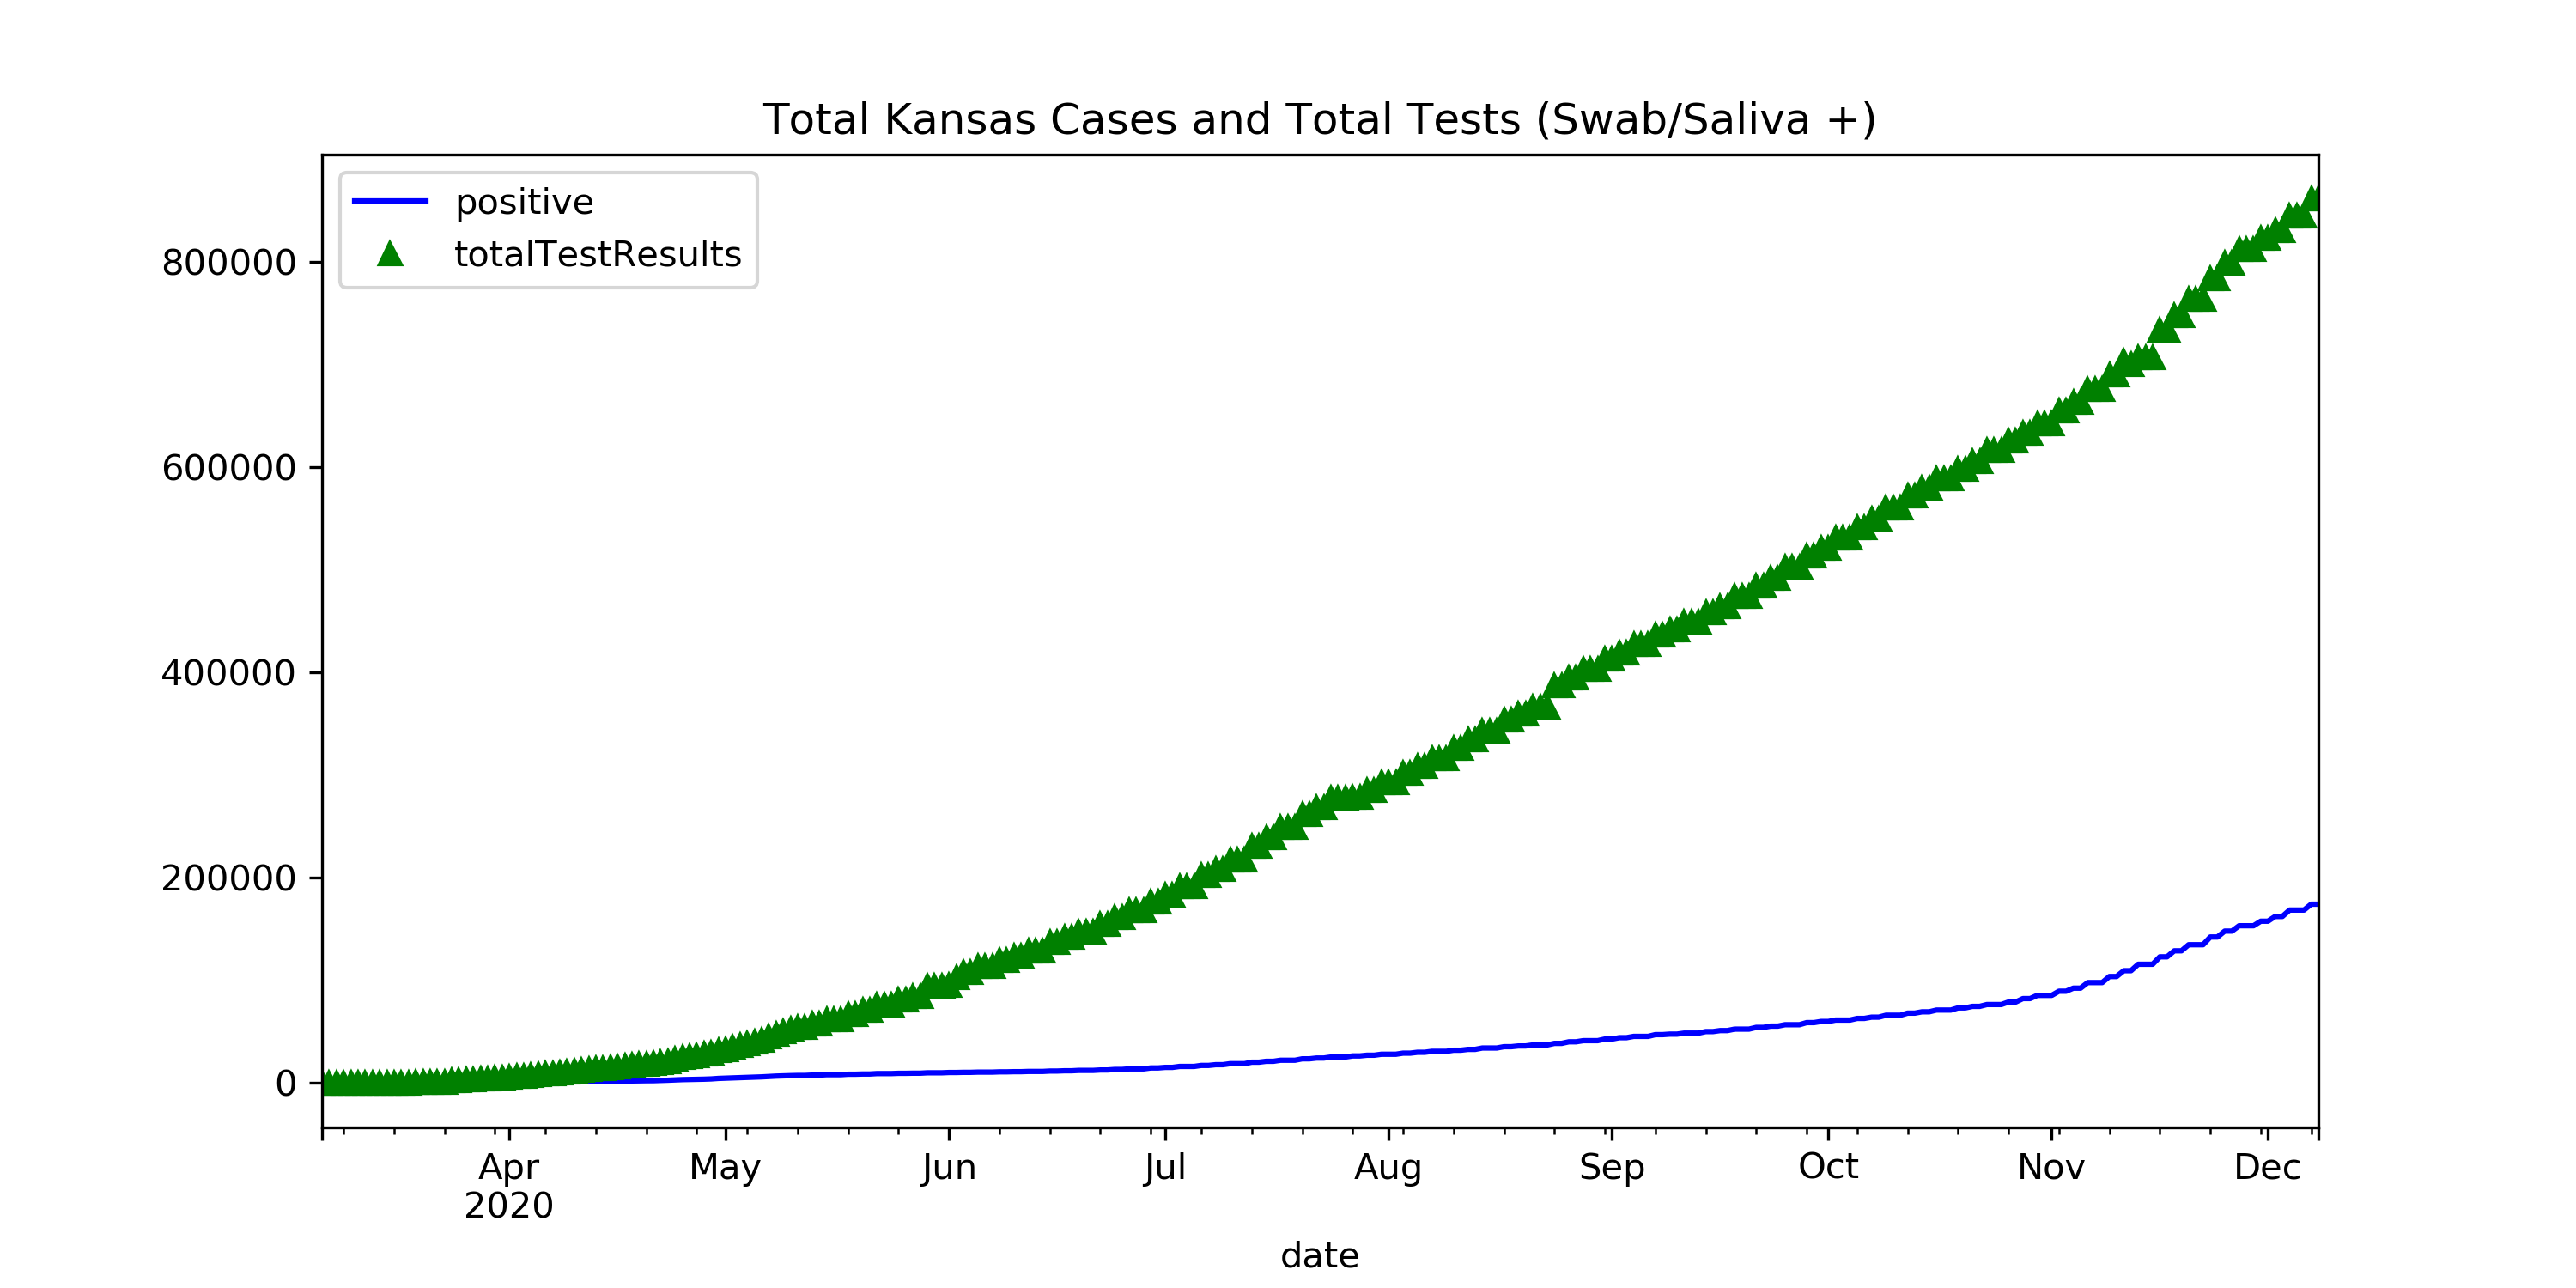 Total Kansas Cases and Total Tests (Swab/Saliva +)
positive
totalTestResults
800000
600000
400000
200000
0
Apr May Jun Jul Aug Sep Oct Nov Dec
2020
date